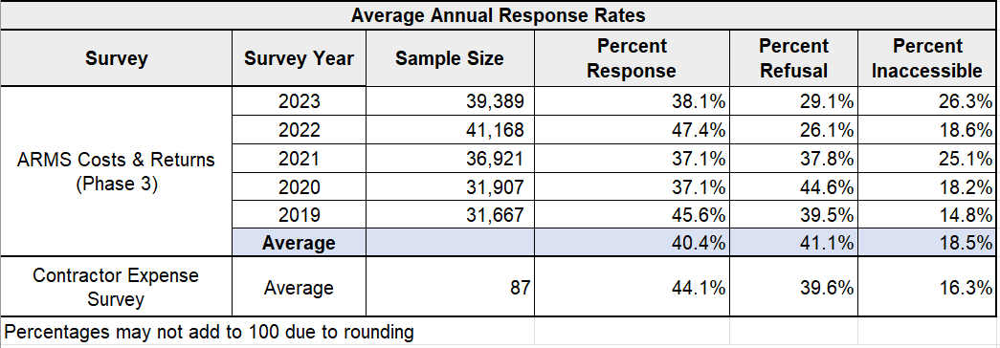 Average Annual Response Rates
Survey Survey Year Sample Size Percent Response Percent Refusal Percent Inaccessible
ARMS Costs & Returns (Phase 3)
2023 39,389 38.1% 29.1% 26.3%
2022 41,168 47.4% 26.1% 18.6%
2021 36,921 37.1% 37.8% 25.1%
2020 31,907 37.1% 44.6% 18.2%
2019 31,667 45.6% 39.5% 14.8%
Average 40.4% 41.1% 18.5%
Contractor Expense Survey Average 87 44.1% 39.6% 16.3%
Percentages may not add to 100 due to rounding